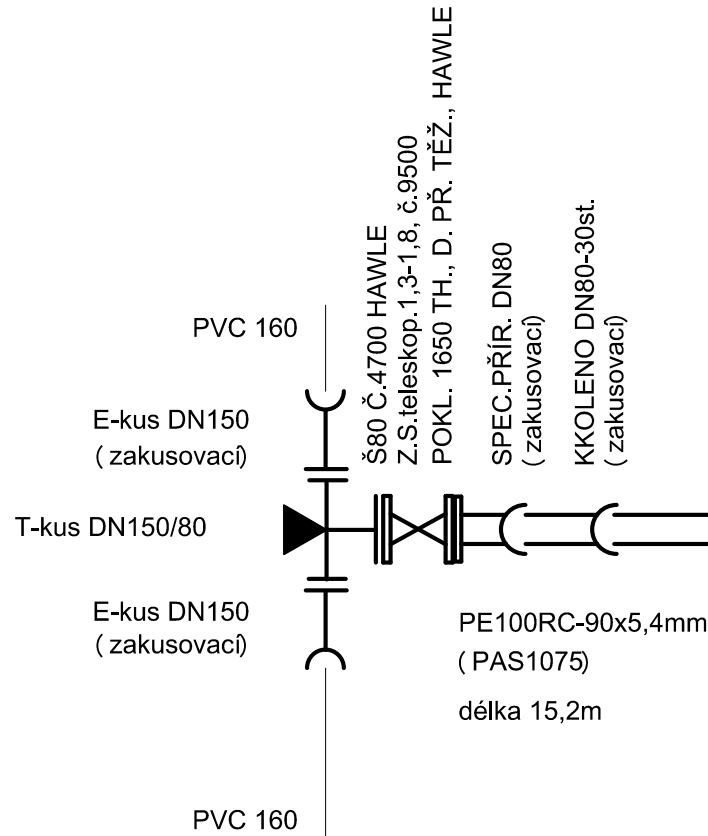 Š80 Č.4700 HAWLE
Z.S.teleskop.1,3-1,8, č.9500
POKL. 1650 TH., D. PŘ. TĚŽ., HAWLE
SPEC.PŘÍR. DN80
( zakusovací)
KKOLENO DN80-30st.
( zakusovací)
PVC 160
E-kus DN150
( zakusovací)
T-kus DN150/80
E-kus DN150
( zakusovací)
PE100RC-90x5,4mm
( PAS1075)
délka 15,2m
PVC 160